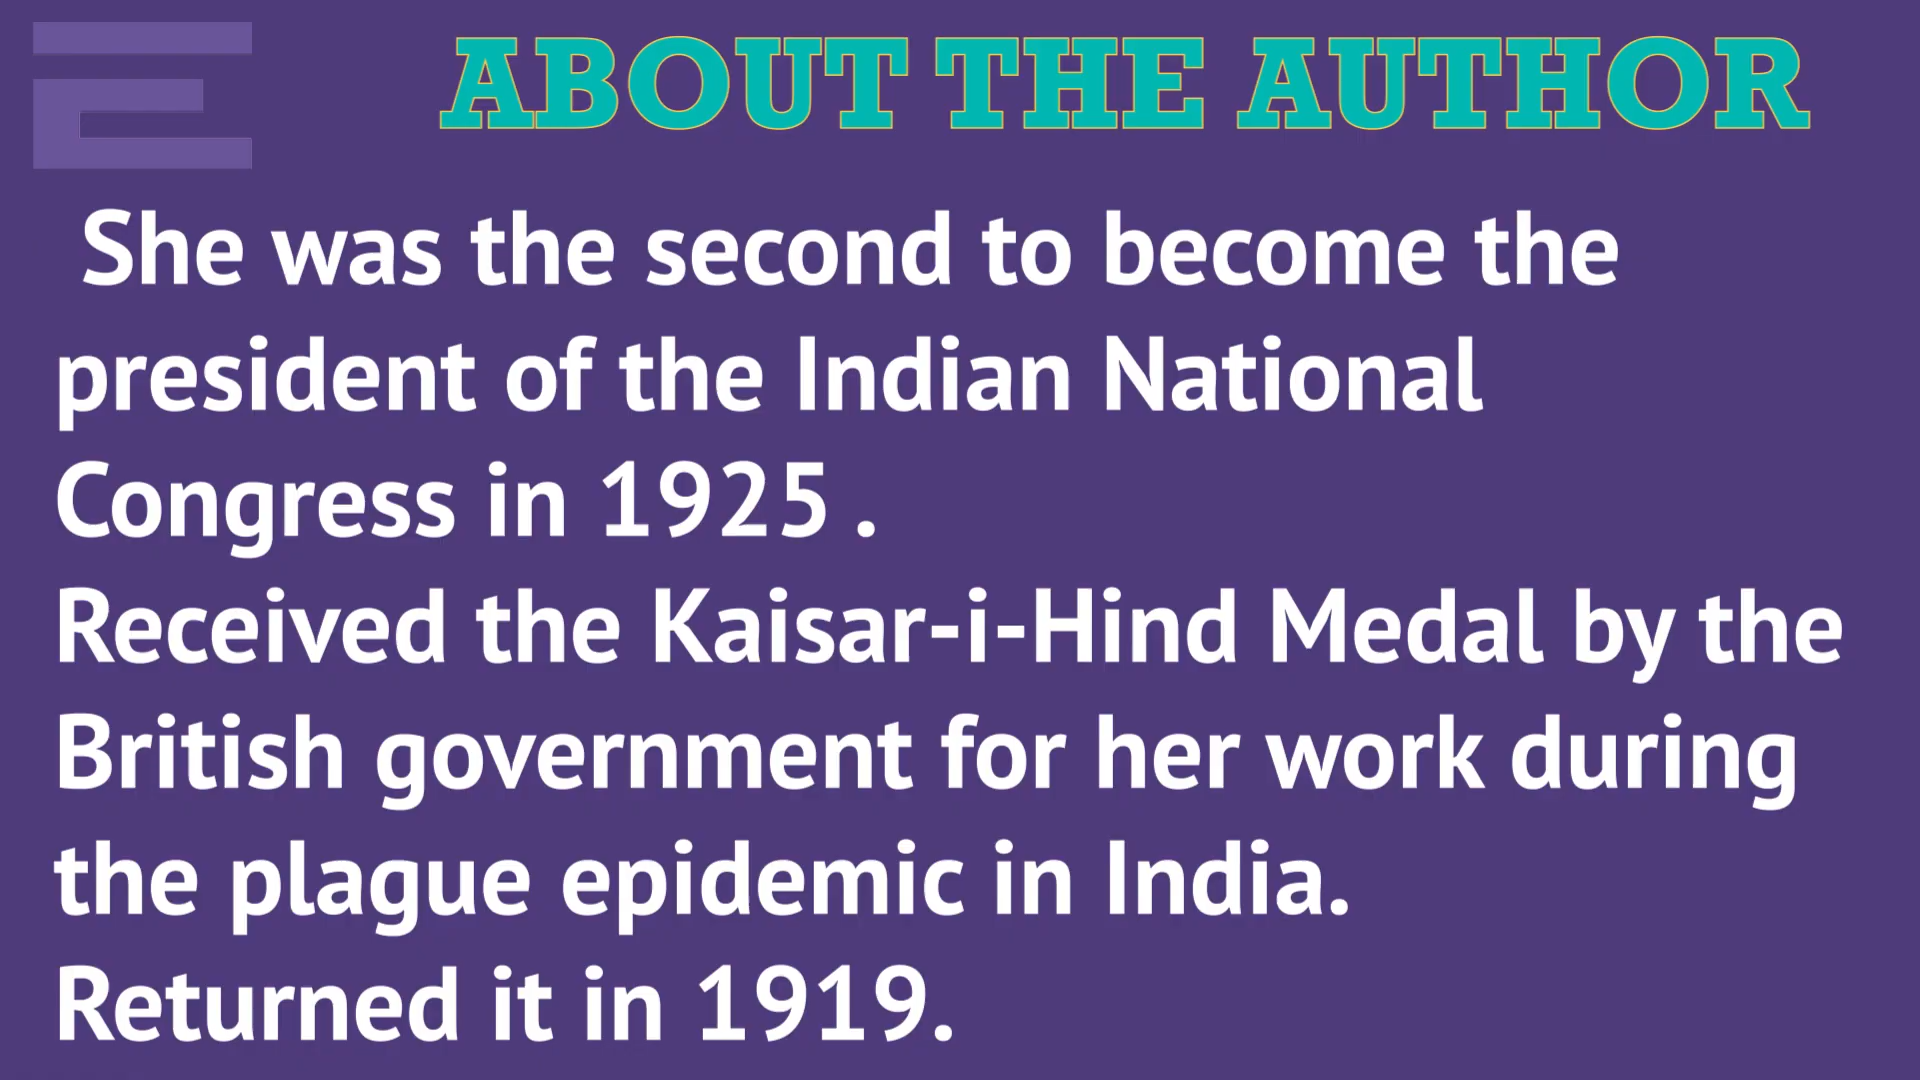 ABOUT THE AUTHOR
She was the second to become the
president of the Indian National
Congress in 1925 .
Received the Kaisar-i-Hind Medal by the
British government for her work during
the plague epidemic in India.
Returned it in 1919.